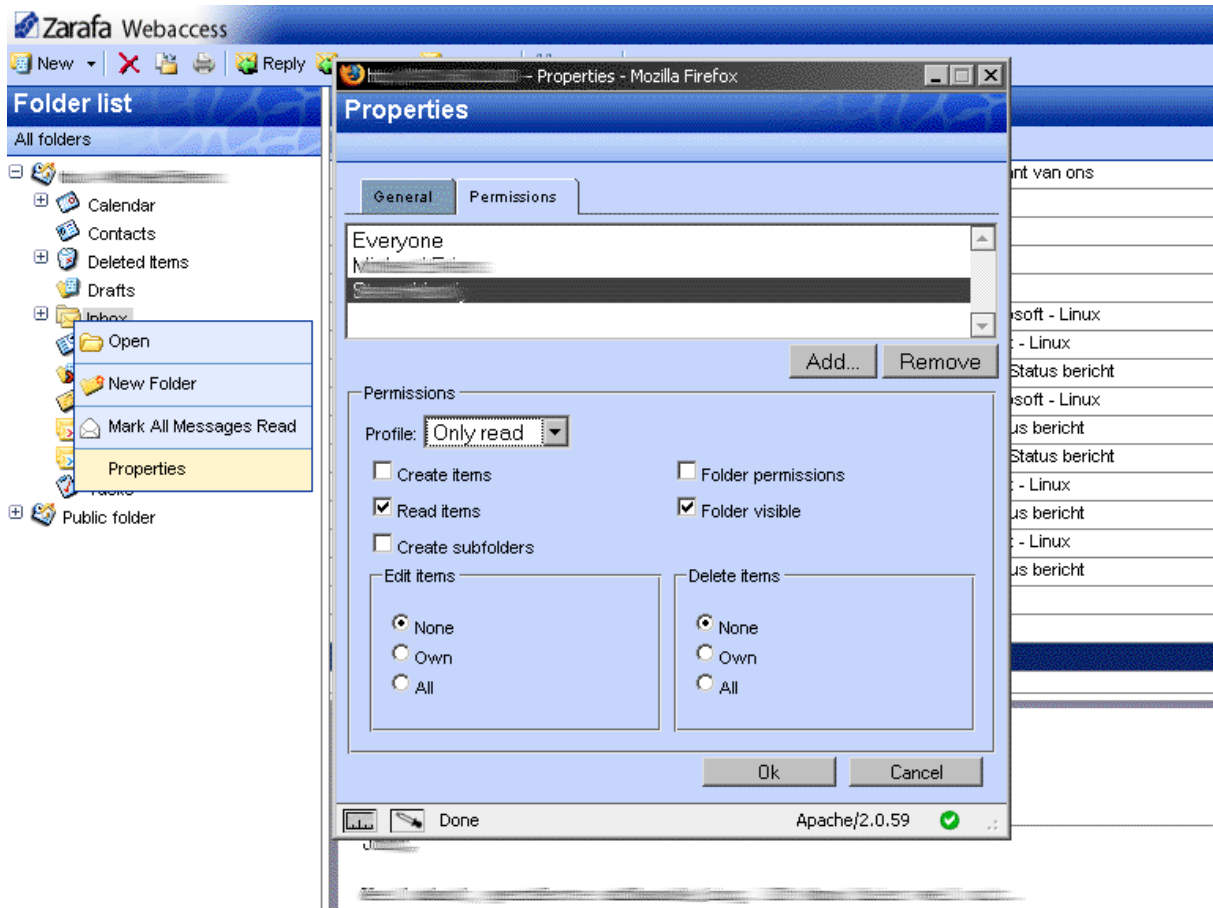 Zarafa Webaccess
New
Reply
Folder list
All folders
Calendar
Contacts
Deleted Items
Drafts
Inbox
Open
New Folder
Mark All Messages Read
Properties
Tasks
Public folder
- Properties - Mozilla Firefox
Properties
General Permissions
Everyone
Add... Remove
Permissions
Profile: Only read
Create items Folder permissions
Read items Folder visible
Create subfolders
Edit items Delete items
None None
Own Own
All All
Ok Cancel
Done Apache/2.0.59
nt van ons
soft - Linux
- Linux
Status bericht
soft - Linux
us bericht
Status bericht
- Linux
us bericht
- Linux
us bericht